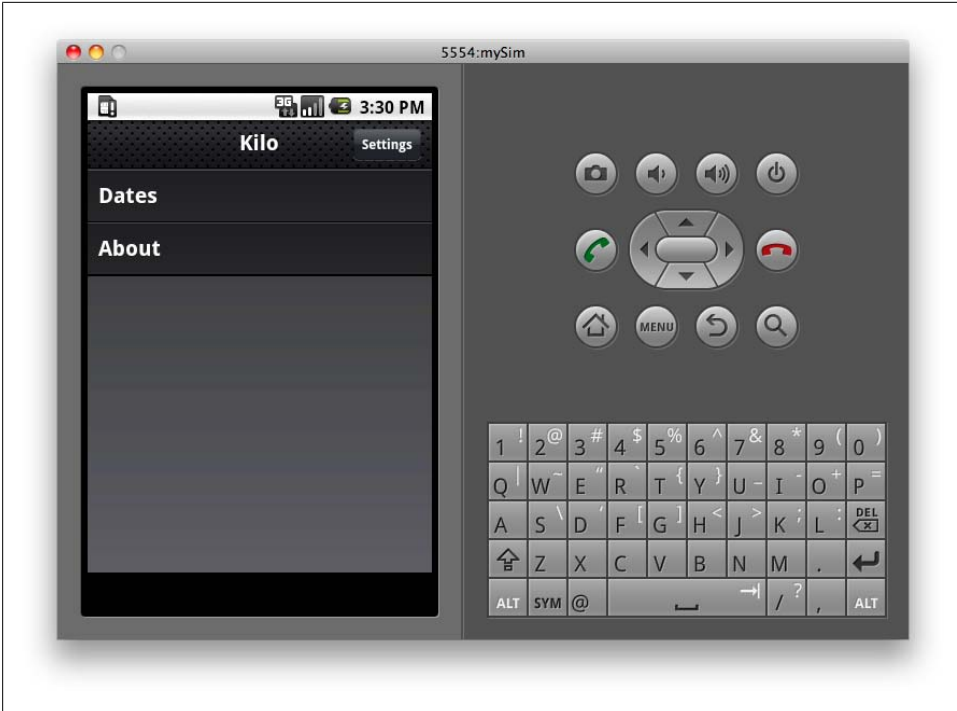 5554:mySim
3G 3:30 PM
Kilo Settings
Dates
About
MENU
1 ! 2 @ 3 # 4 $ 5 % 6 ^ 7 & 8 * 9 ( 0 )
Q | W ~ E “ R ` T { Y } U _ I - O + P =
A S \ D ‘ F [ G ] H < J > K ; L : DEL
Z X C V B N M .
ALT SYM @ / ? , ALT